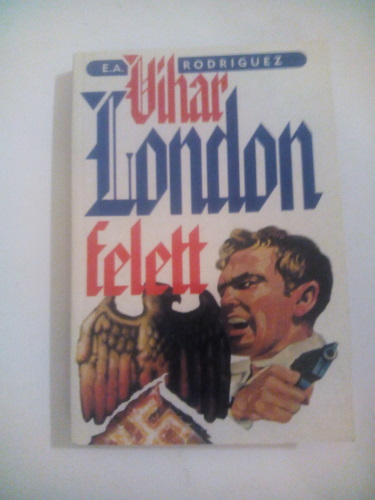 E.A. RODRIGUEZ
Vihar
London
felett